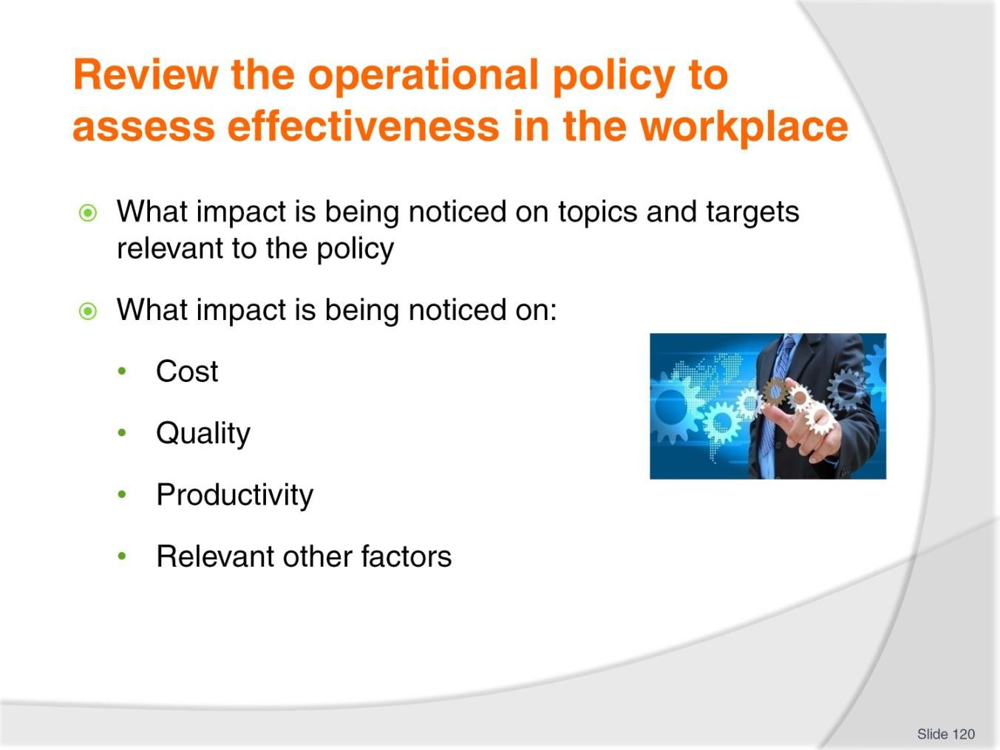 Review the operational policy to
assess effectiveness in the workplace
What impact is being noticed on topics and targets
relevant to the policy
What impact is being noticed on:
• Cost
• Quality
• Productivity
• Relevant other factors
Slide 120